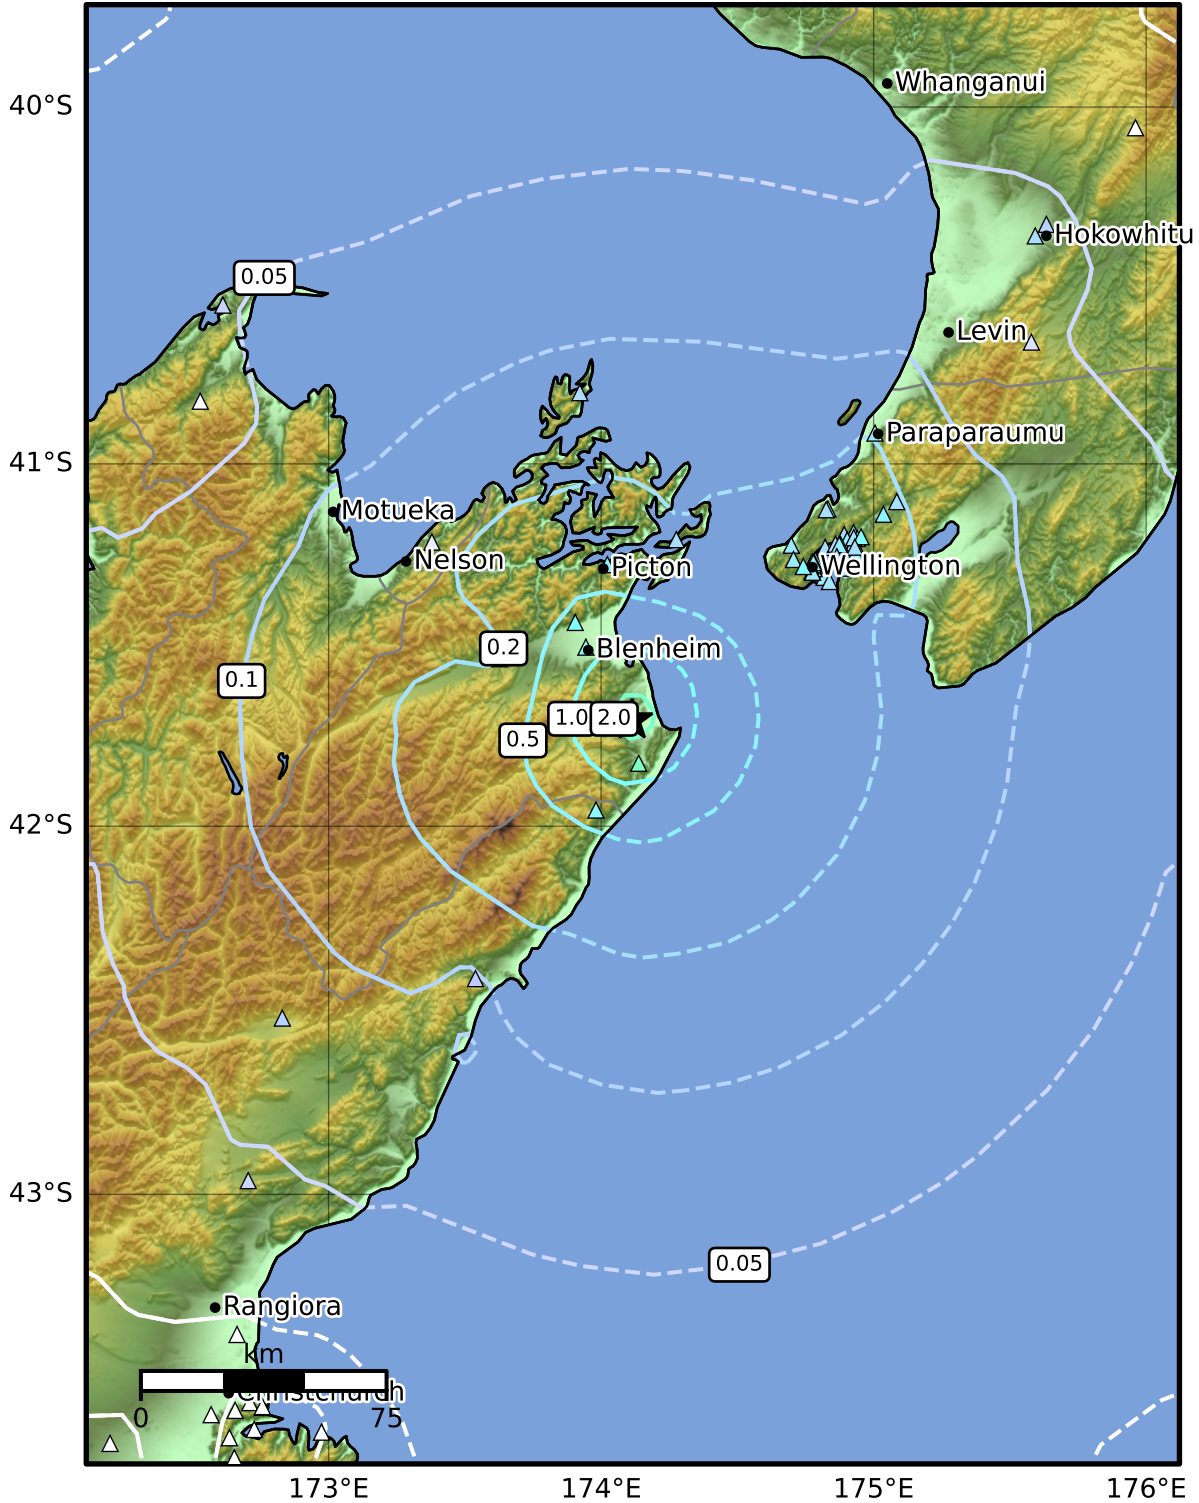 Whanganui
40°S
Hokowhitu
0.05
Levin
Paraparaumu
41°S
Motueka
Nelson
Picton
Wellington
0.2
Blenheim
0.1
1.0
2.0
0.5
42°S
43°S
0.05
Rangiora
km
Christchurch
0
75
173°E
174°E
175°E
176°E